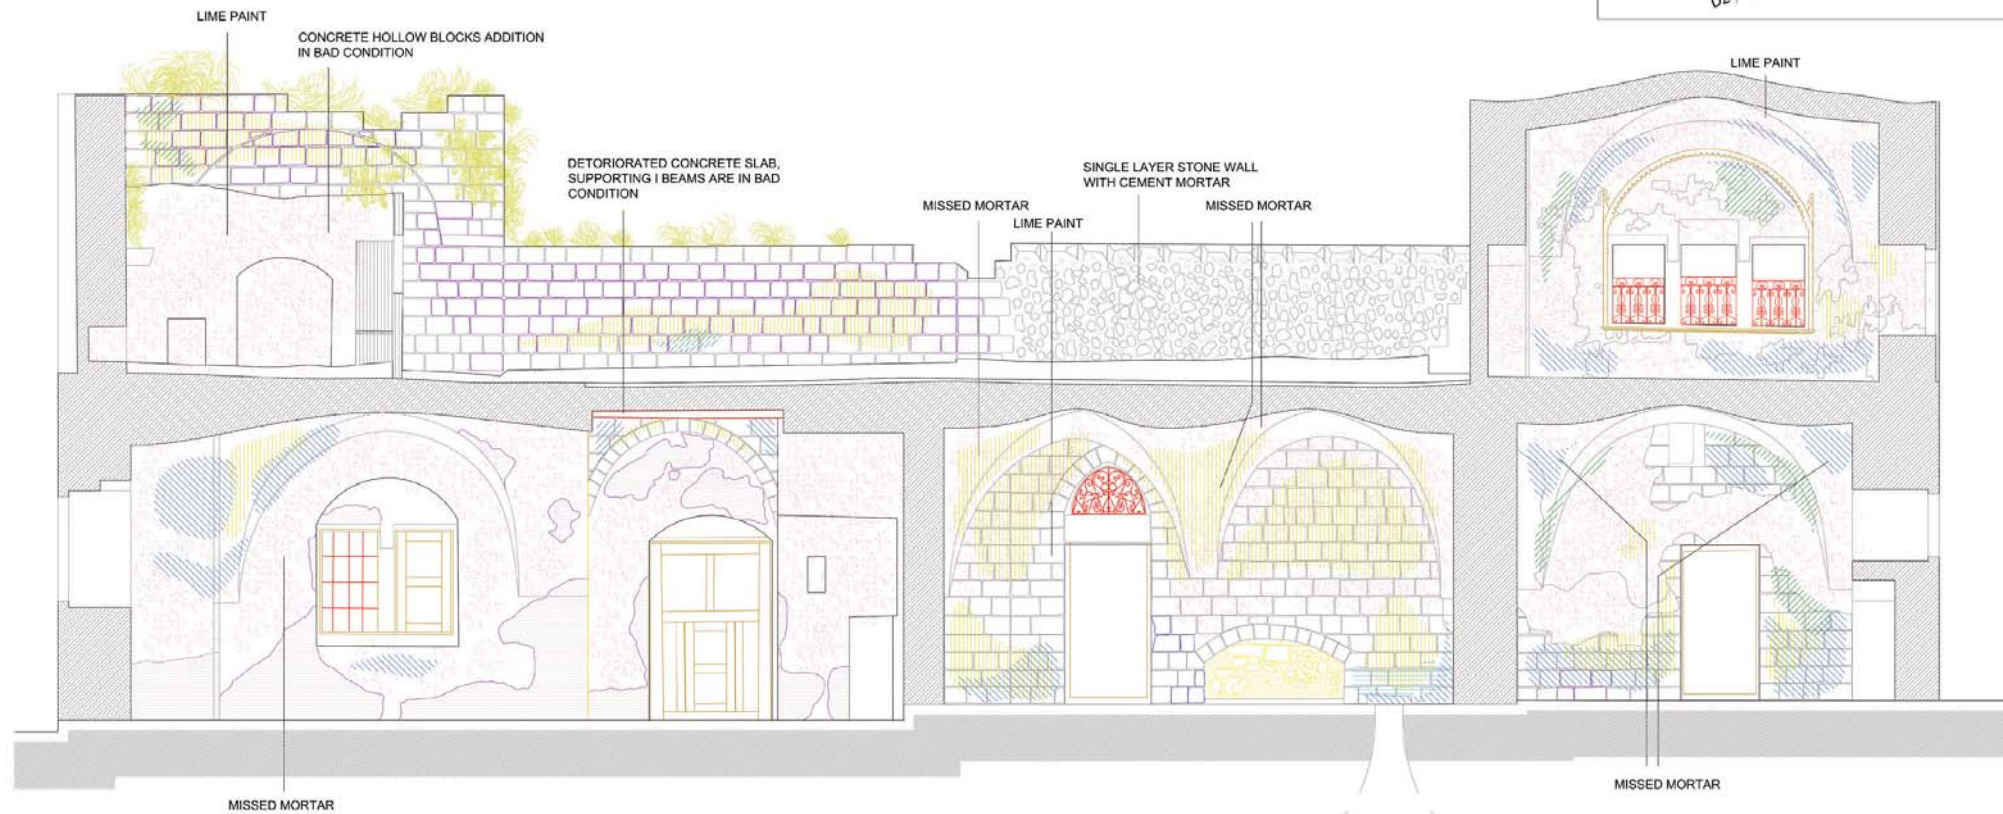 LIME PAINT
CONCRETE HOLLOW BLOCKS ADDITION
IN BAD CONDITION
LIME PAINT
DETORIORATED CONCRETE SLAB,
SUPPORTING I BEAMS ARE IN BAD
CONDITION
SINGLE LAYER STONE WALL
WITH CEMENT MORTAR
MISSED MORTAR
MISSED MORTAR
LIME PAINT
MISSED MORTAR
MISSED MORTAR